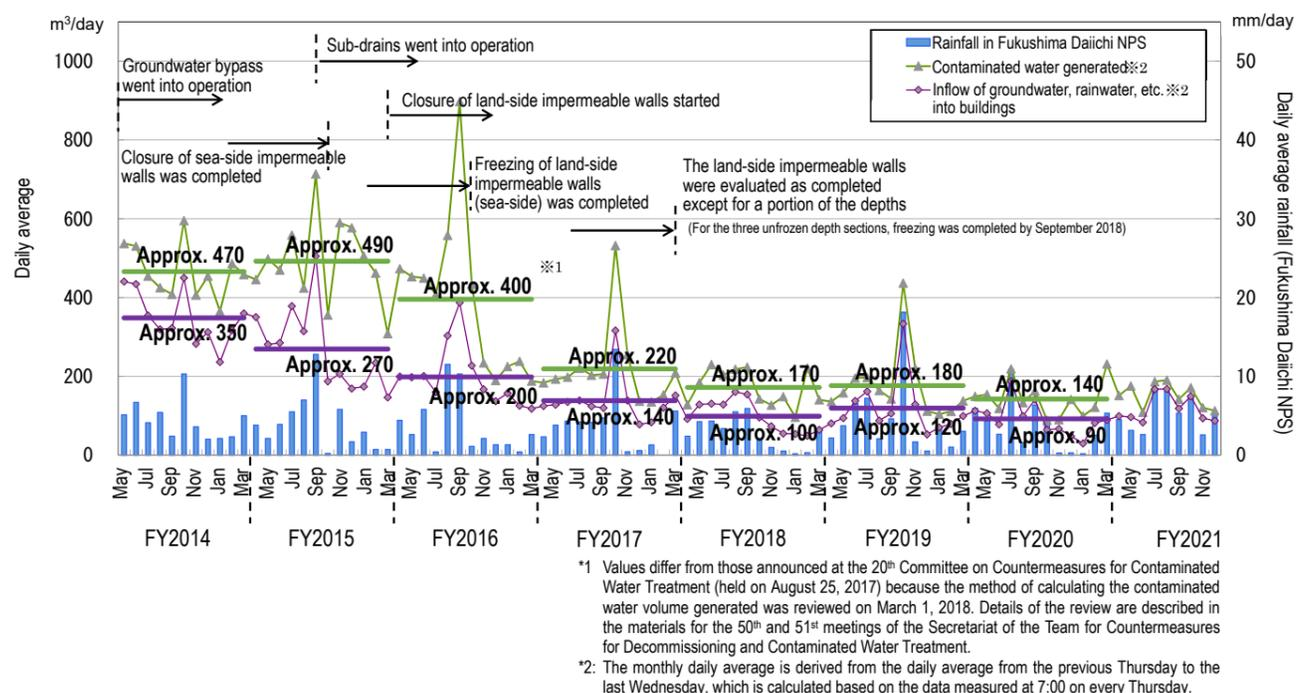 m³/day
mm/day
Sub-drains went into operation
Groundwater bypass
went into operation
Closure of land-side impermeable walls started
Closure of sea-side impermeable
walls was completed
Freezing of land-side
impermeable walls
(sea-side) was completed
The land-side impermeable walls
were evaluated as completed
except for a portion of the depths
(For the three unfrozen depth sections, freezing was completed by September 2018)
Rainfall in Fukushima Daiichi NPS
Contaminated water generated※2
Inflow of groundwater, rainwater, etc.※2
into buildings
Daily average
1000
800
600
400
200
0
Daily average rainfall (Fukushima Daiichi NPS)
50
40
30
20
10
0
※1
Approx. 470
Approx. 490
Approx. 400
Approx. 220
Approx. 170
Approx. 180
Approx. 140
Approx. 350
Approx. 270
Approx. 200
Approx. 140
Approx. 100
Approx. 120
Approx. 90
May Jul Sep Nov Jan Mar May Jul Sep Nov Jan Mar May Jul Sep Nov Jan Mar May Jul Sep Nov Jan Mar May Jul Sep Nov Jan Mar May Jul Sep Nov Jan Mar May Jul Sep Nov Jan Mar May Jul Sep Nov
FY2014 FY2015 FY2016 FY2017 FY2018 FY2019 FY2020 FY2021
*1 Values differ from those announced at the 20th Committee on Countermeasures for Contaminated
Water Treatment (held on August 25, 2017) because the method of calculating the contaminated
water volume generated was reviewed on March 1, 2018. Details of the review are described in
the materials for the 50th and 51st meetings of the Secretariat of the Team for Countermeasures
for Decommissioning and Contaminated Water Treatment.
*2: The monthly daily average is derived from the daily average from the previous Thursday to the
last Wednesday, which is calculated based on the data measured at 7:00 on every Thursday.